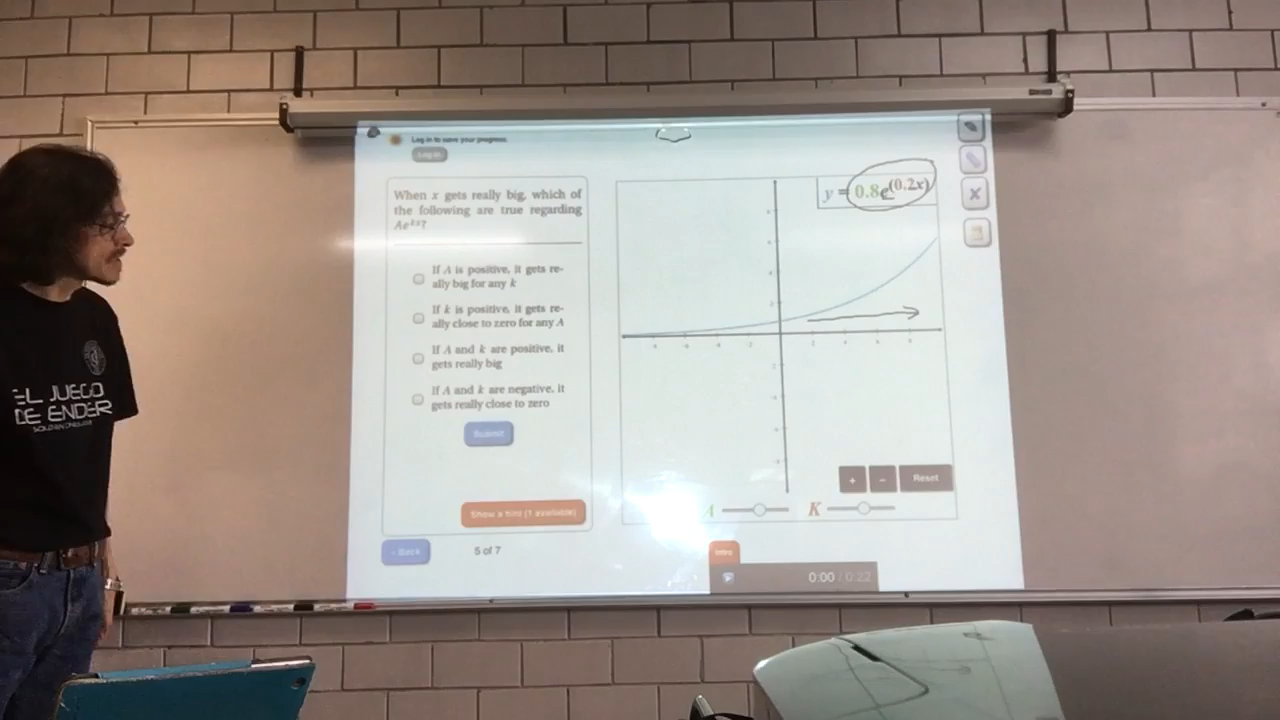 Log in to save your progress.
Log in
When x gets really big, which of
the following are true regarding
Ae^{kx}?
If A is positive, it gets re-
ally big for any k
If k is positive, it gets re-
ally close to zero for any A
If A and k are positive, it
gets really big
If A and k are negative, it
gets really close to zero
Submit
Show a hint (1 available)
‹ Back
5 of 7
y = 0.8e^(0.2x)
+
−
Reset
A
K
Intro
0:00 / 0:22
EL JUEGO
DE ENDER